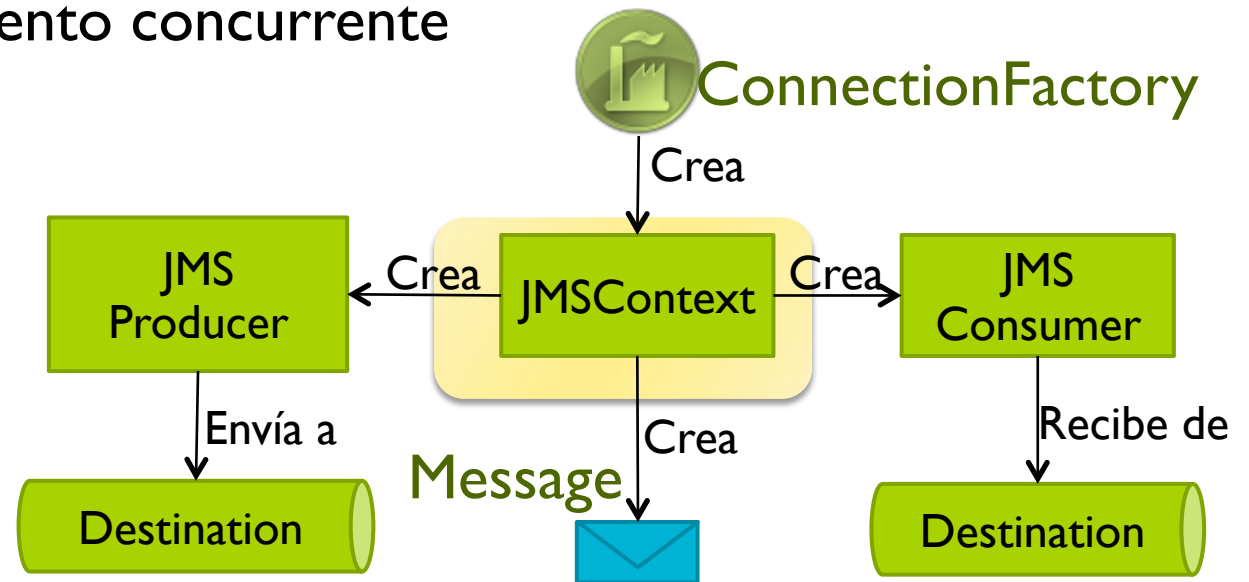 ento concurrente
ConnectionFactory
Crea
JMS
Producer
Crea
JMSContext
Crea
JMS
Consumer
Envía a
Crea
Recibe de
Message
Destination
Destination